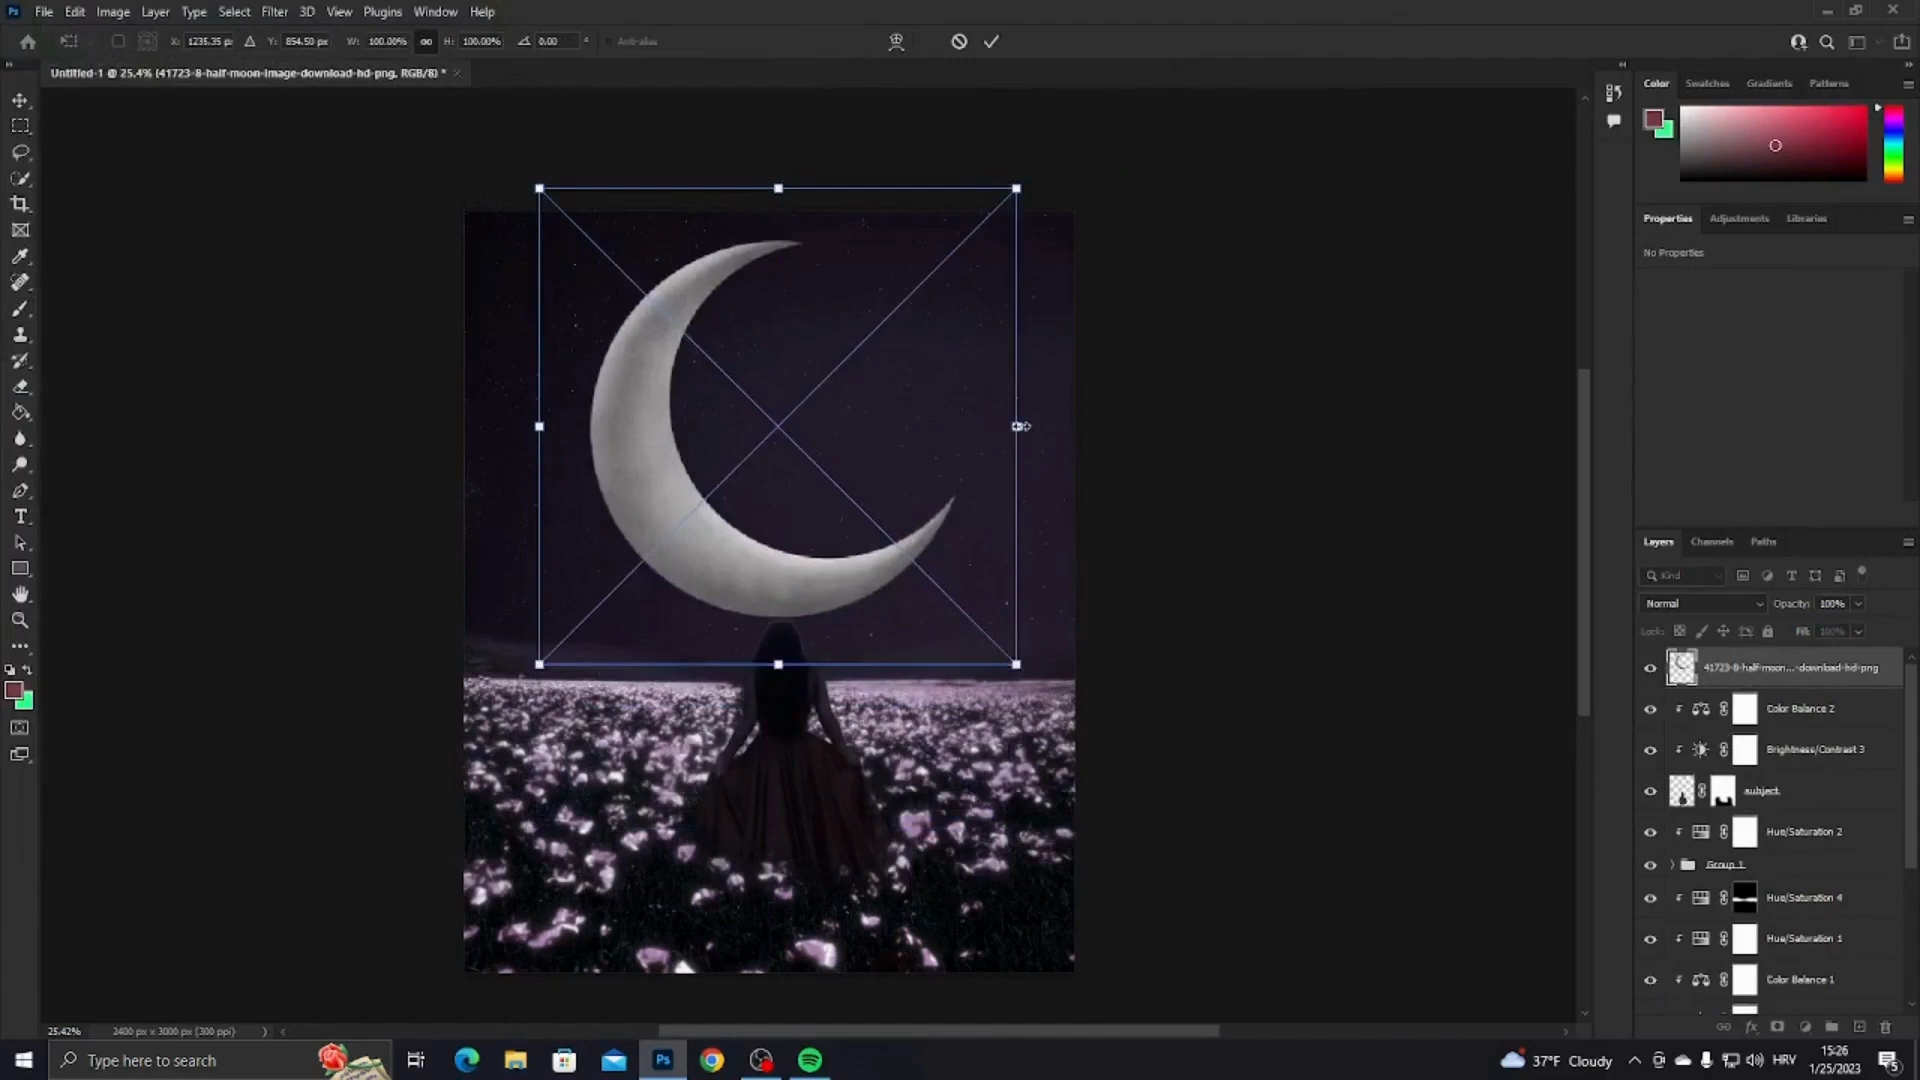 Ps File Edit Image Layer Type Select Filter 3D View Plugins Window Help
X: 1235.35 px Y: 854.50 px W: 100.00% H: 100.00% 0.00 ° Anti-alias
Untitled-1 @ 25.4% (41723-8-half-moon-image-download-hd-png, RGB/8) *
Color Swatches Gradients Patterns
Properties Adjustments Libraries
No Properties
Layers Channels Paths
Kind
Normal Opacity: 100%
Lock: Fill: 100%
41723-8-half-moon...-download-hd-png
Color Balance 2
Brightness/Contrast 3
subject
Hue/Saturation 2
Group 1
Hue/Saturation 4
Hue/Saturation 1
Color Balance 1
25.42% 2400 px x 3000 px (300 ppi)
Type here to search
Ps
37°F Cloudy
HRV
15:26
1/25/2023
5